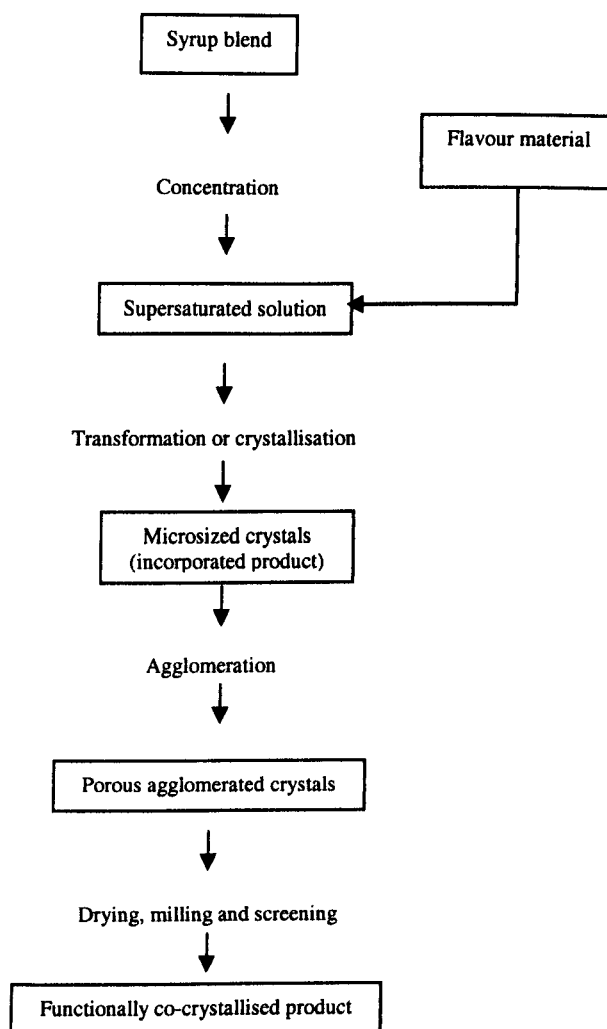 Syrup blend
Flavour material
Concentration
Supersaturated solution
Transformation or crystallisation
Microsized crystals
(incorporated product)
Agglomeration
Porous agglomerated crystals
Drying, milling and screening
Functionally co-crystallised product